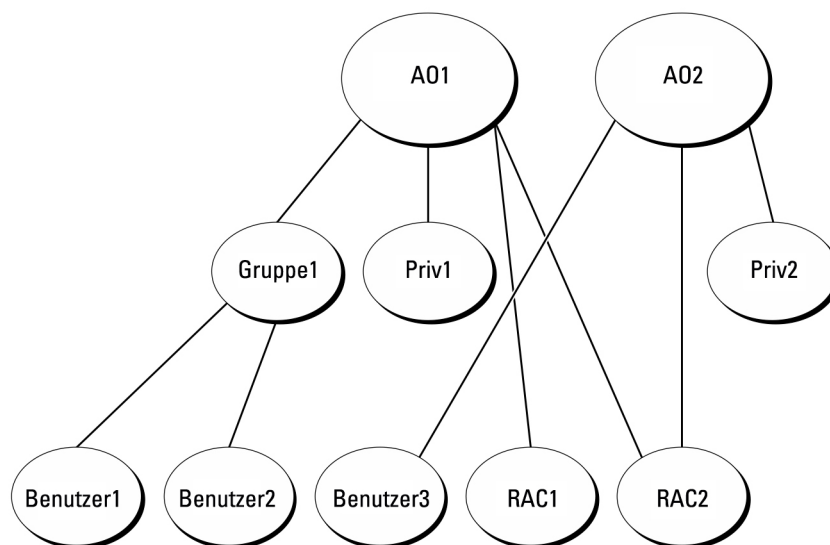 A01
A02
Gruppe1
Priv1
Priv2
Benutzer1
Benutzer2
Benutzer3
RAC1
RAC2